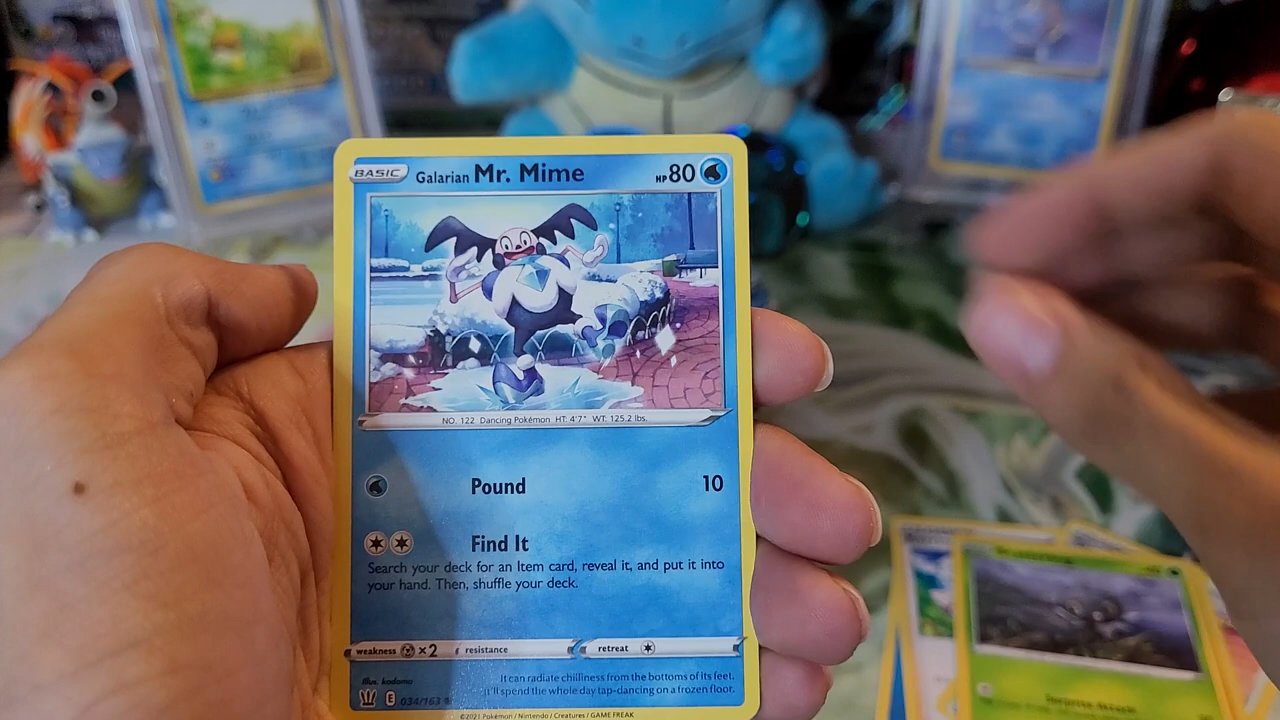 BASIC Galarian Mr. Mime HP 80
NO. 122 Dancing Pokémon HT: 4'7" WT: 125.2 lbs.
Pound 10
Find It
Search your deck for an Item card, reveal it, and put it into
your hand. Then, shuffle your deck.
weakness ×2 resistance retreat
It can radiate chilliness from the bottoms of its feet.
It'll spend the whole day tap-dancing on a frozen floor.
Illus. kodama
E 034/163
©2021 Pokémon / Nintendo / Creatures / GAME FREAK